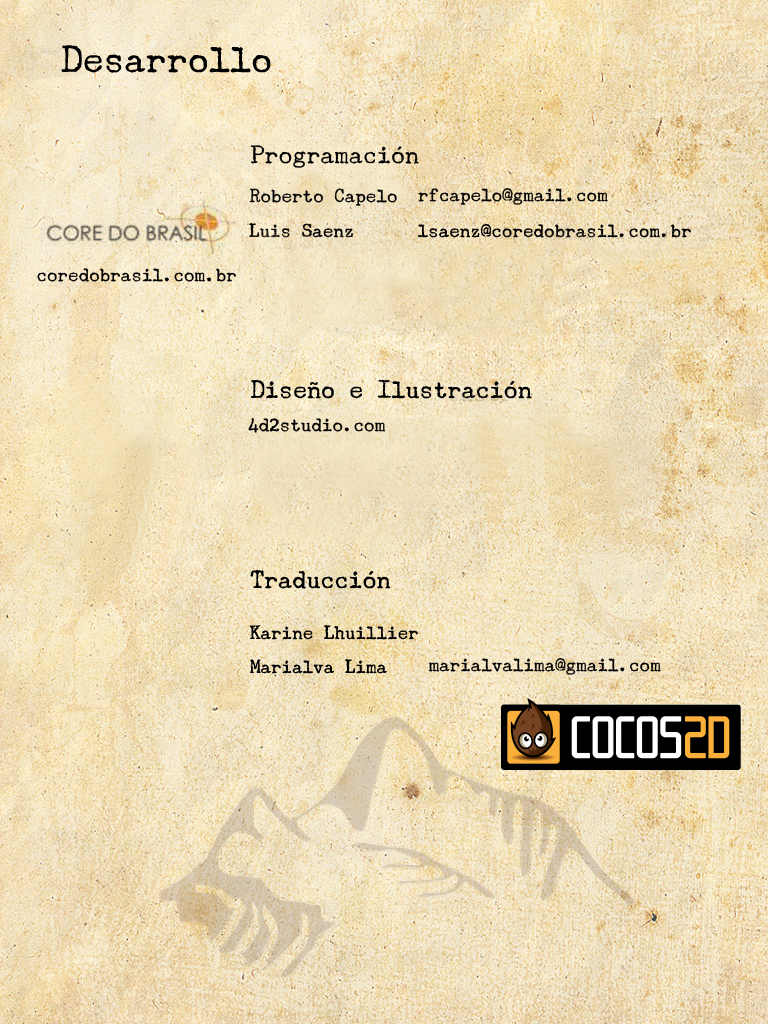 Desarrollo
Programación
Roberto Capelo rfcapelo@gmail.com
CORE DO BRASIL
Luis Saenz lsaenz@coredobrasil.com.br
coredobrasil.com.br
Diseño e Ilustración
4d2studio.com
Traducción
Karine Lhuillier
Marialva Lima marialvalima@gmail.com
COCOS2D